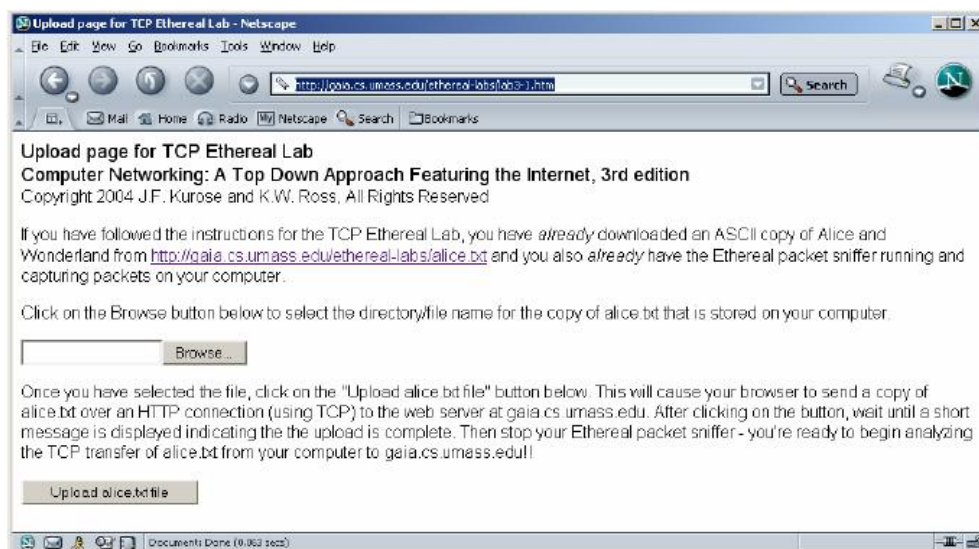 Upload page for TCP Ethereal Lab - Netscape
File Edit View Go Bookmarks Tools Window Help
http://gaia.cs.umass.edu/ethereal-labs/lab3-1.htm Search
Mail Home Radio My Netscape Search Bookmarks
Upload page for TCP Ethereal Lab
Computer Networking: A Top Down Approach Featuring the Internet, 3rd edition
Copyright 2004 J.F. Kurose and K.W. Ross, All Rights Reserved
If you have followed the instructions for the TCP Ethereal Lab, you have already downloaded an ASCII copy of Alice and
Wonderland from http://gaia.cs.umass.edu/ethereal-labs/alice.txt and you also already have the Ethereal packet sniffer running and
capturing packets on your computer.
Click on the Browse button below to select the directory/file name for the copy of alice.txt that is stored on your computer.
Browse...
Once you have selected the file, click on the "Upload alice.txt file" button below. This will cause your browser to send a copy of
alice.txt over an HTTP connection (using TCP) to the web server at gaia.cs.umass.edu. After clicking on the button, wait until a short
message is displayed indicating the the upload is complete. Then stop your Ethereal packet sniffer - you're ready to begin analyzing
the TCP transfer of alice.txt from your computer to gaia.cs.umass.edu!!
Upload alice.txt file
Document: Done (0.063 secs)